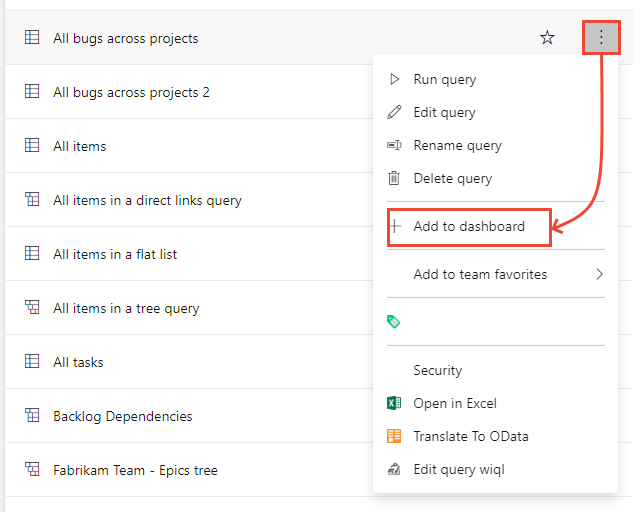 All bugs across projects
All bugs across projects 2
All items
All items in a direct links query
All items in a flat list
All items in a tree query
All tasks
Backlog Dependencies
Fabrikam Team - Epics tree
Run query
Edit query
Rename query
Delete query
Add to dashboard
Add to team favorites
Security
Open in Excel
Translate To OData
Edit query wiql